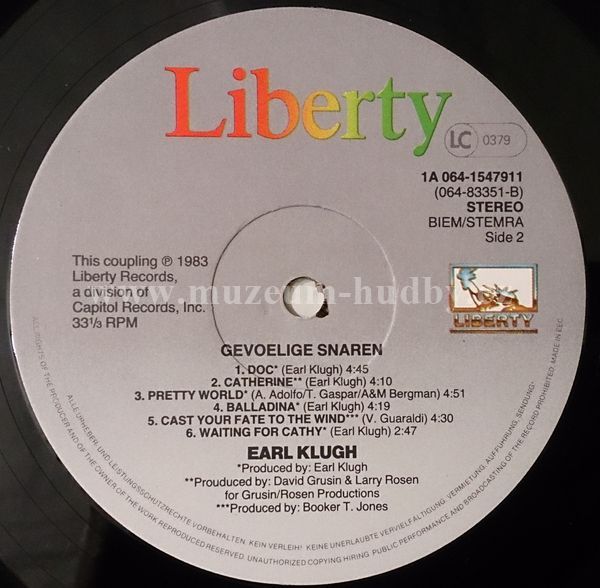 Liberty
LC 0379
1A 064-1547911
(064-83351-B)
STEREO
BIEM/STEMRA
Side 2
This coupling ℗ 1983
Liberty Records,
a division of
Capitol Records, Inc.
33⅓ RPM
LIBERTY
www.muzeum-hudby
GEVOELIGE SNAREN
1. DOC* (Earl Klugh) 4:45
2. CATHERINE** (Earl Klugh) 4:10
3. PRETTY WORLD* (A. Adolfo/T. Gaspar/A&M Bergman) 4:51
4. BALLADINA* (Earl Klugh) 4:19
5. CAST YOUR FATE TO THE WIND*** (V. Guaraldi) 4:30
6. WAITING FOR CATHY* (Earl Klugh) 2:47
EARL KLUGH
*Produced by: Earl Klugh
**Prouduced by: David Grusin & Larry Rosen
for Grusin/Rosen Productions
***Produced by: Booker T. Jones
ALLE URHEBER- UND LEISTUNGSSCHUTZRECHTE VORBEHALTEN. KEIN VERLEIH! KEINE UNERLAUBTE VERVIELFÄLTIGUNG, VERMIETUNG, AUFFÜHRUNG, SENDUNG!
ALL RIGHTS OF THE PRODUCER AND OF THE OWNER OF THE WORK REPRODUCED RESERVED. UNAUTHORIZED COPYING HIRING PUBLIC PERFORMANCE AND BROADCASTING OF THE RECORD PROHIBITED. MADE IN EEC.